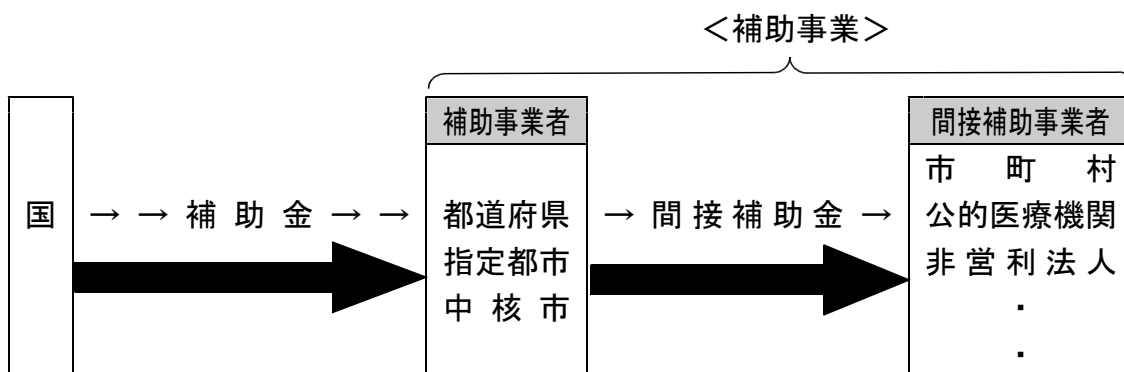 ＜補助事業＞
補助事業者
間接補助事業者
国
→ → 補 助 金 → →
都道府県
指定都市
中 核 市
→ 間 接 補 助 金 →
市 町 村
公的医療機関
非 営 利 法 人
・
・